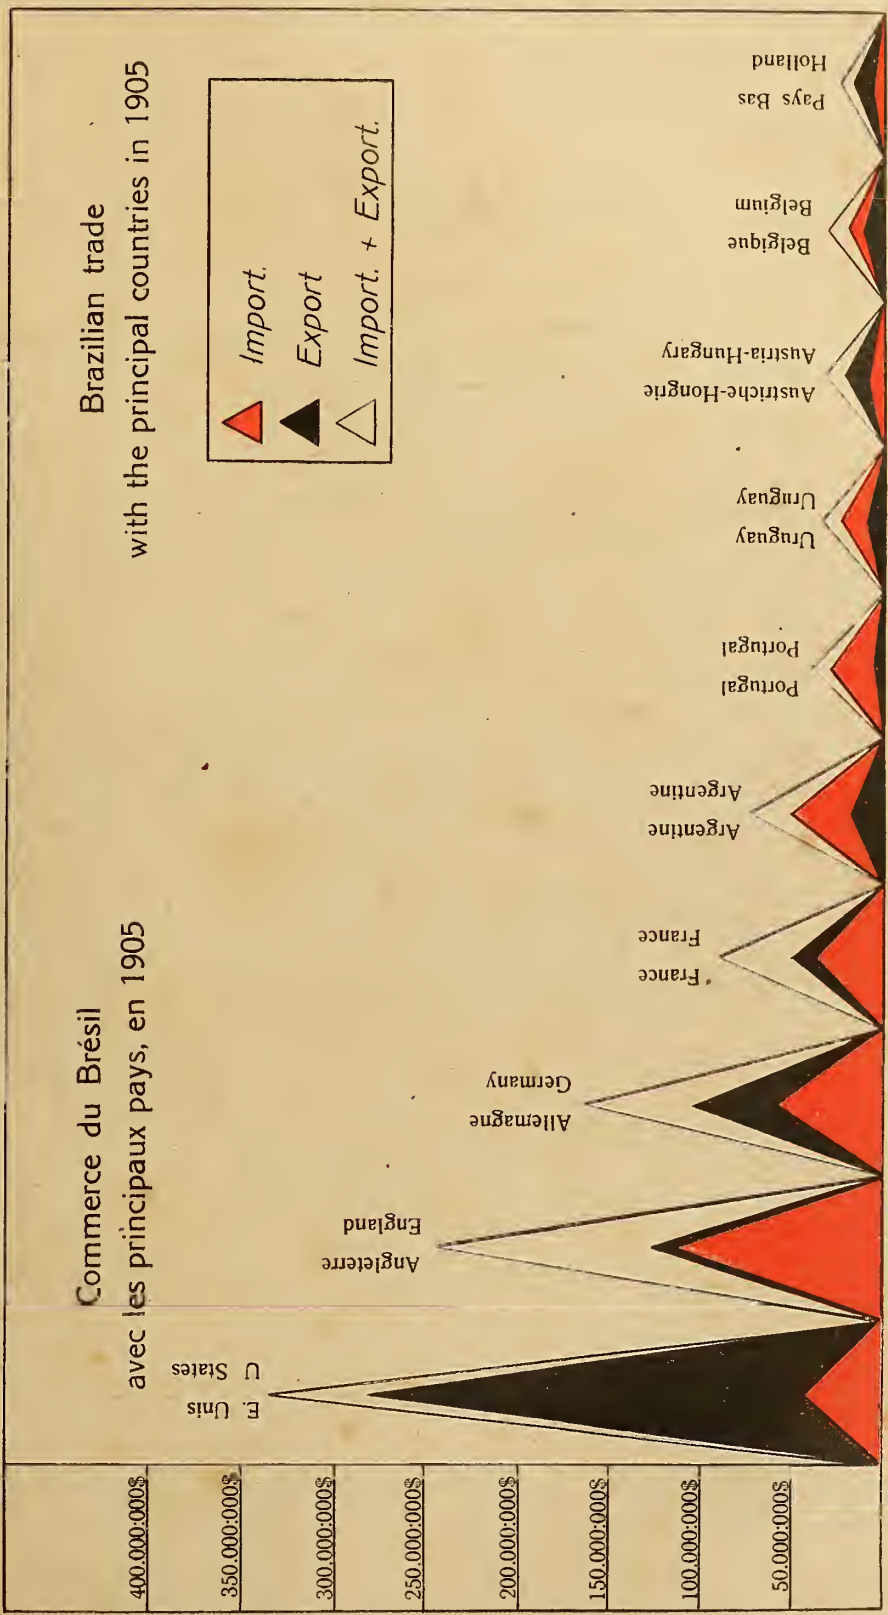 Commerce du Brésil
avec les principaux pays, en 1905
Brazilian trade
with the principal countries in 1905
Import.
Export
Import. + Export.
400.000:000$
350.000:000$
300.000:000$
250.000:000$
200.000:000$
150.000:000$
100.000:000$
50.000:000$
E. Unis
U States
Angleterre
England
Allemagne
Germany
France
France
Argentine
Argentine
Portugal
Portugal
Uruguay
Uruguay
Austriche-Hongrie
Austria-Hungary
Belgique
Belgium
Pays Bas
Holland